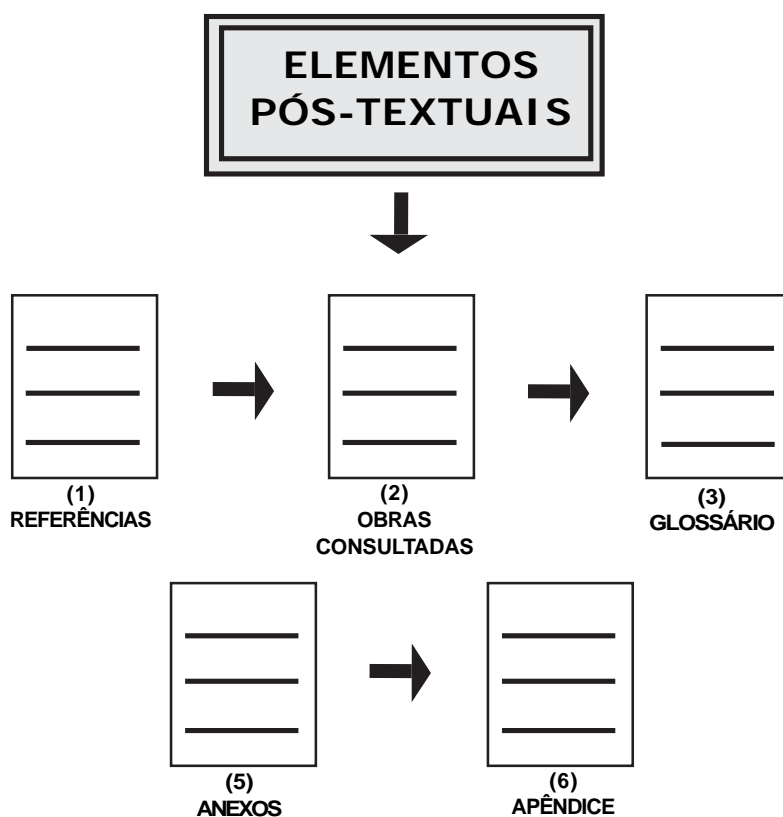 ELEMENTOS
PÓS-TEXTUAIS
(1)
REFERÊNCIAS
(2)
OBRAS
CONSULTADAS
(3)
GLOSSÁRIO
(5)
ANEXOS
(6)
APÊNDICE